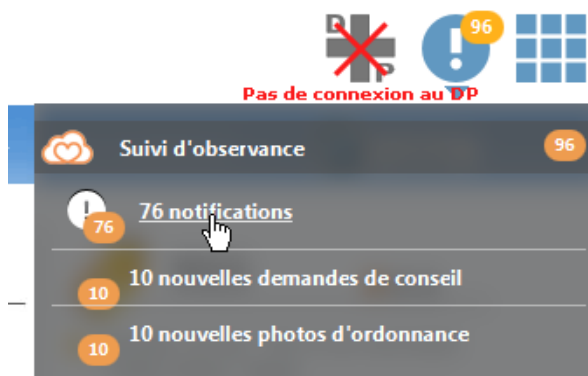 D
P
96
Pas de connexion au DP
Suivi d'observance
96
!
76
76 notifications
10
10 nouvelles demandes de conseil
10
10 nouvelles photos d'ordonnance